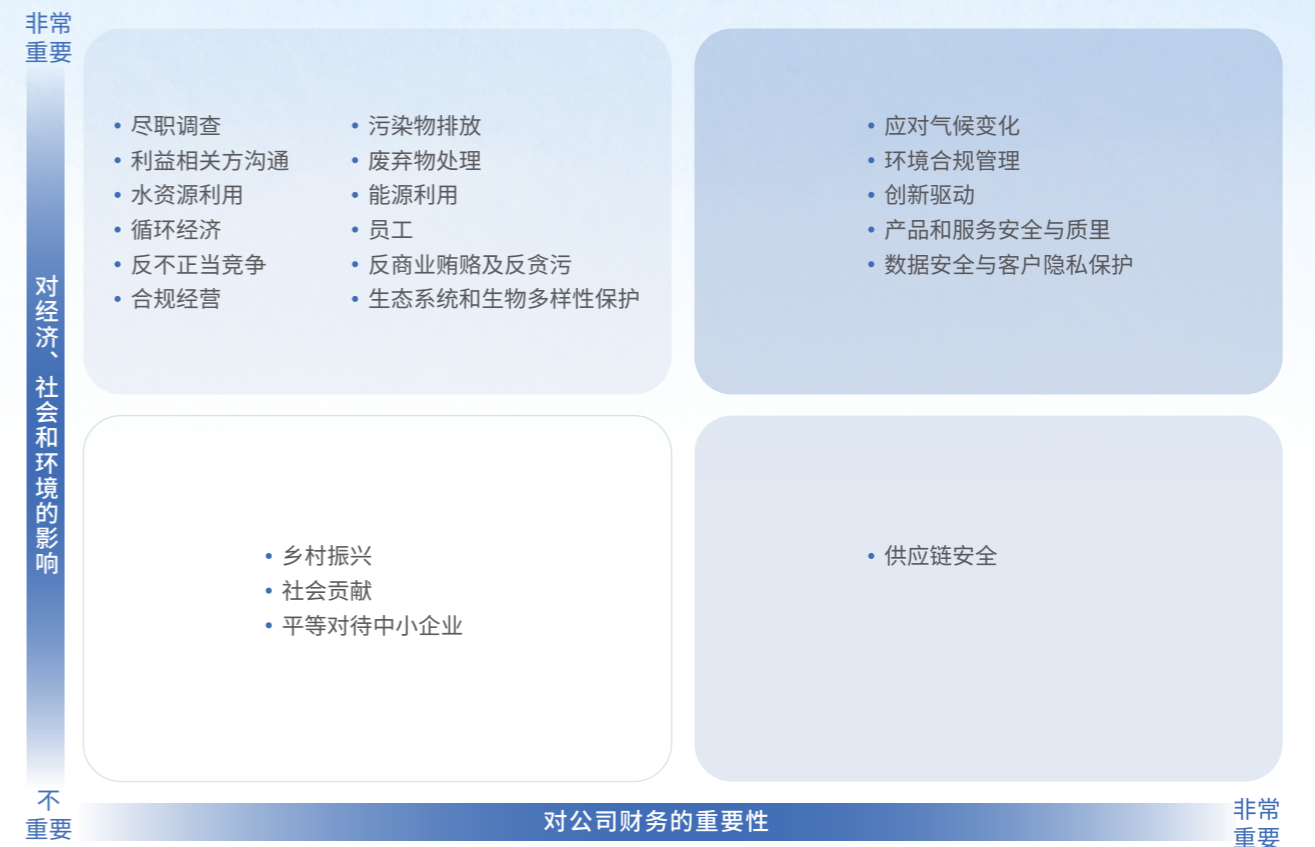 非常
重要
对经济、社会和环境的影响
尽职调查
利益相关方沟通
水资源利用
循环经济
反不正当竞争
合规经营
污染物排放
废弃物处理
能源利用
员工
反商业贿赂及反贪污
生态系统和生物多样性保护
应对气候变化
环境合规管理
创新驱动
产品和服务安全与质里
数据安全与客户隐私保护
乡村振兴
社会贡献
平等对待中小企业
供应链安全
不
重要
对公司财务的重要性
非常
重要